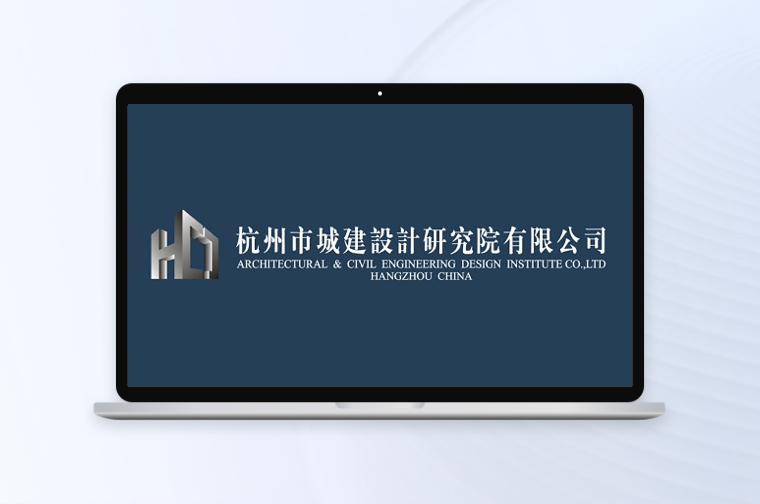 杭州市城建設計研究院有限公司
ARCHITECTURAL & CIVIL ENGINEERING DESIGN INSTITUTE CO.,LTD
HANGZHOU CHINA